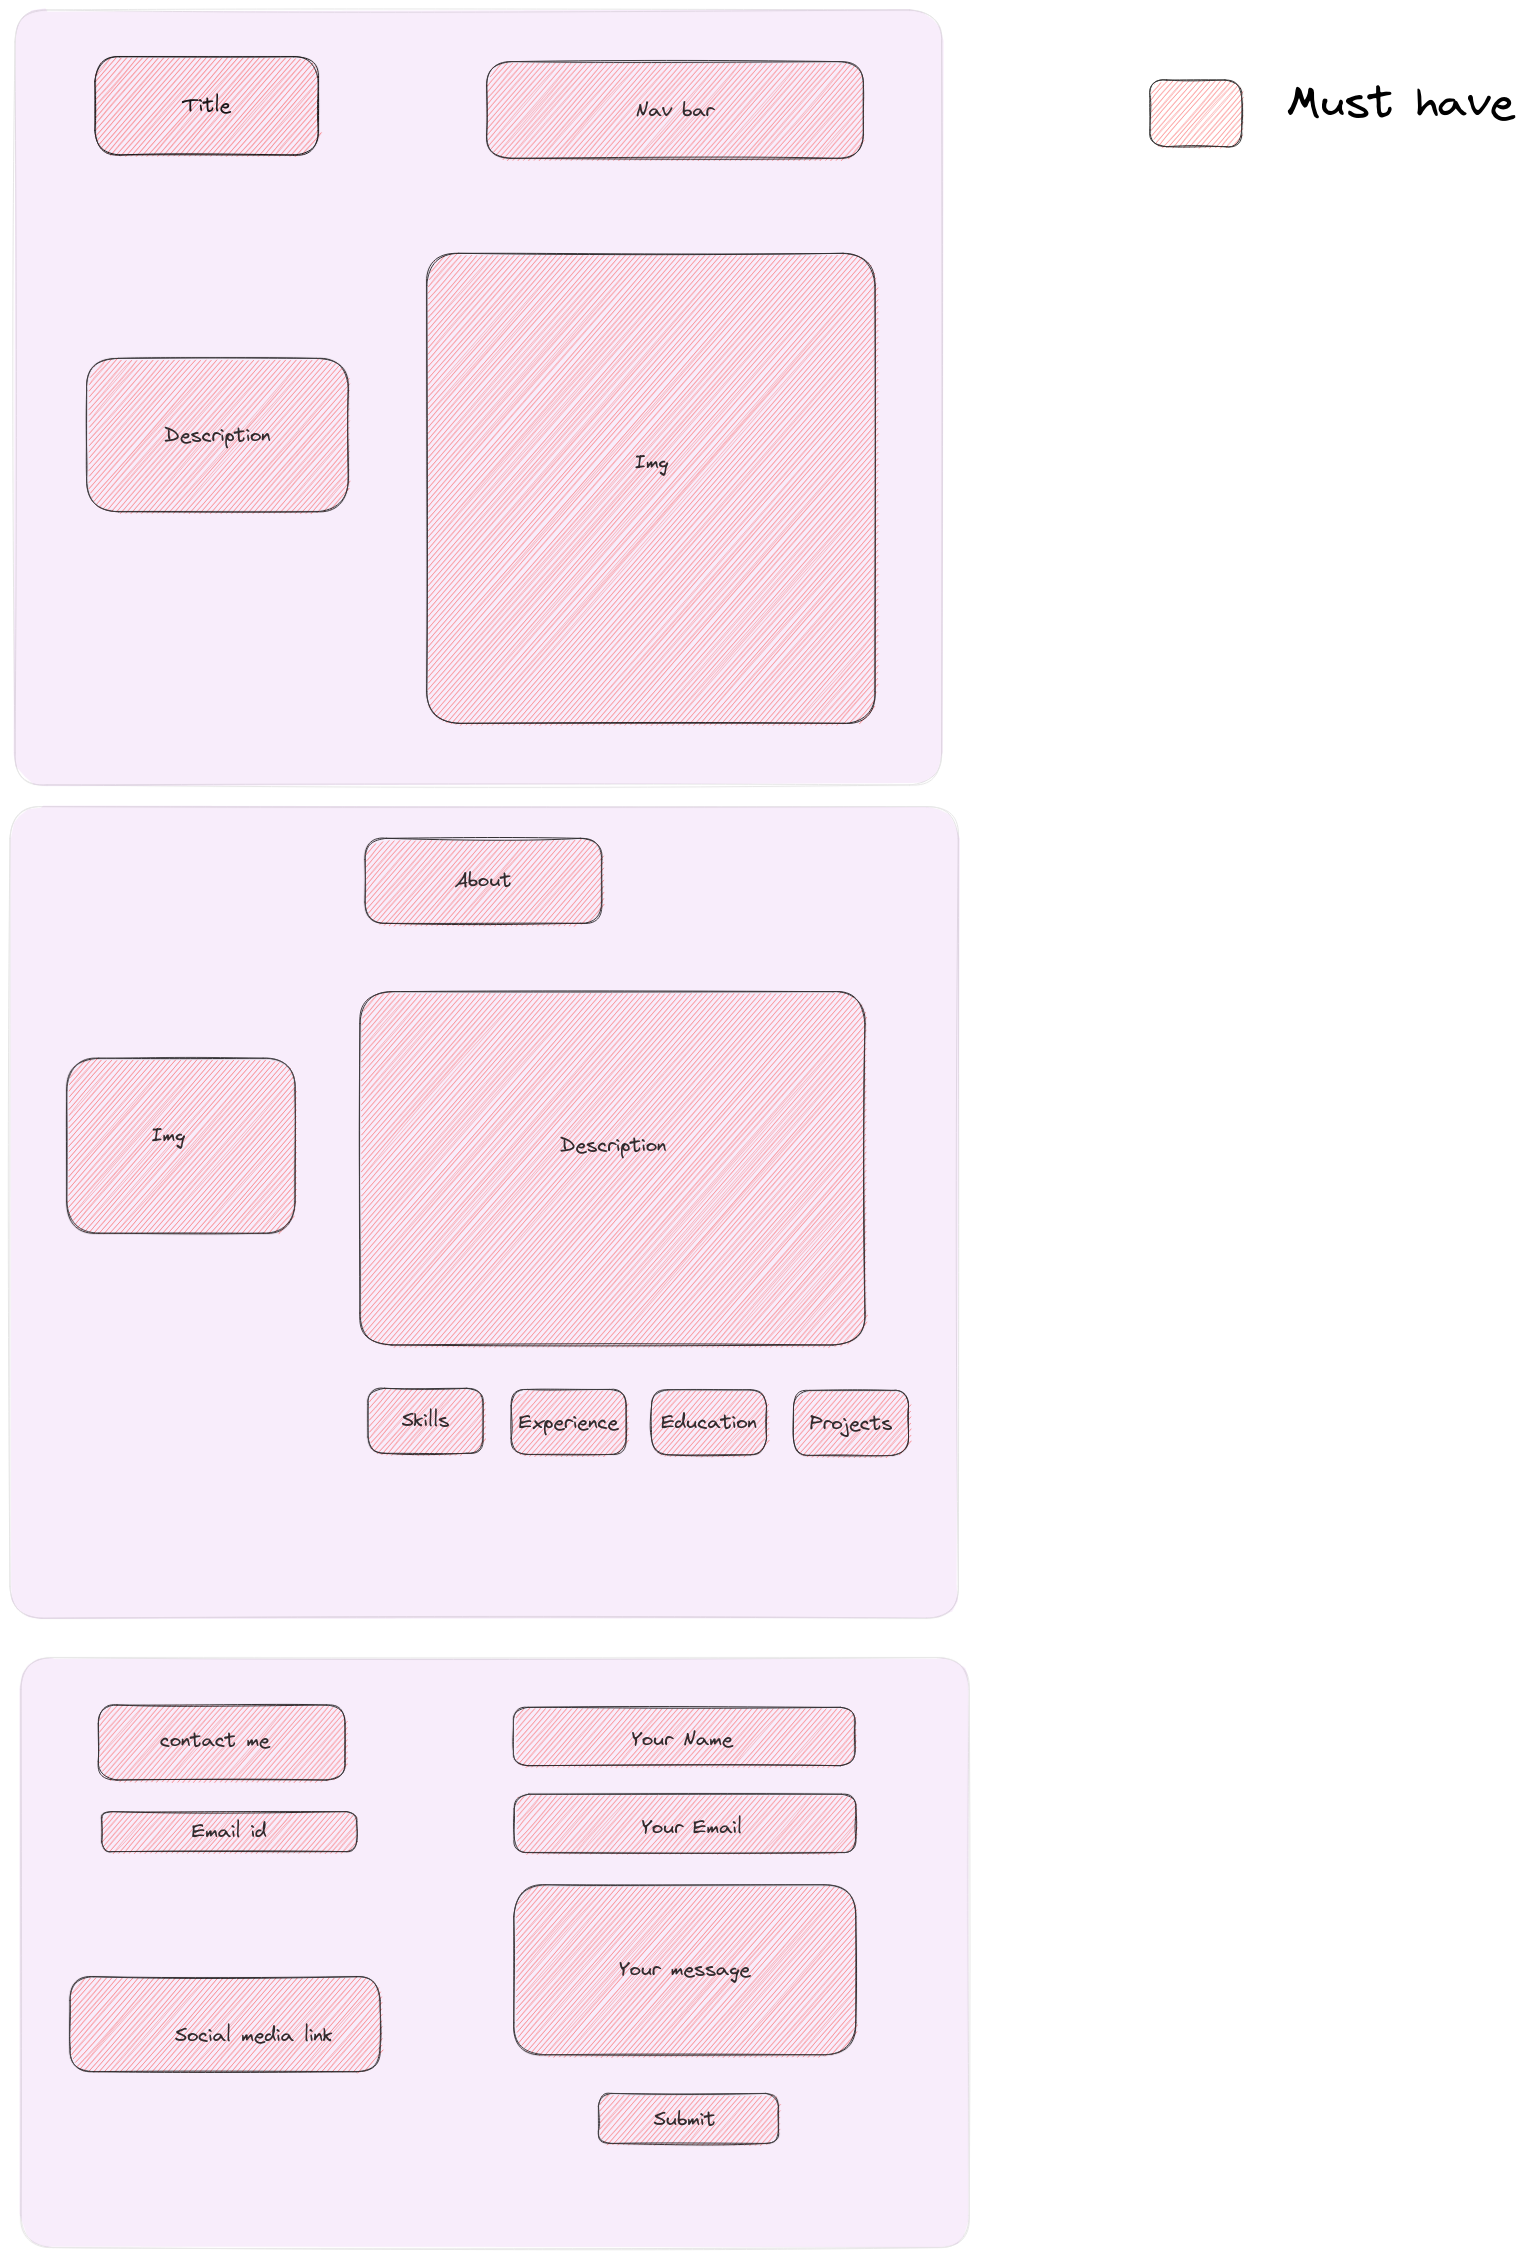 Title
Nav bar
Must have
Description
Img
About
Img
Description
Skills
Experience
Education
Projects
contact me
Your Name
Email id
Your Email
Your message
Social media link
Submit